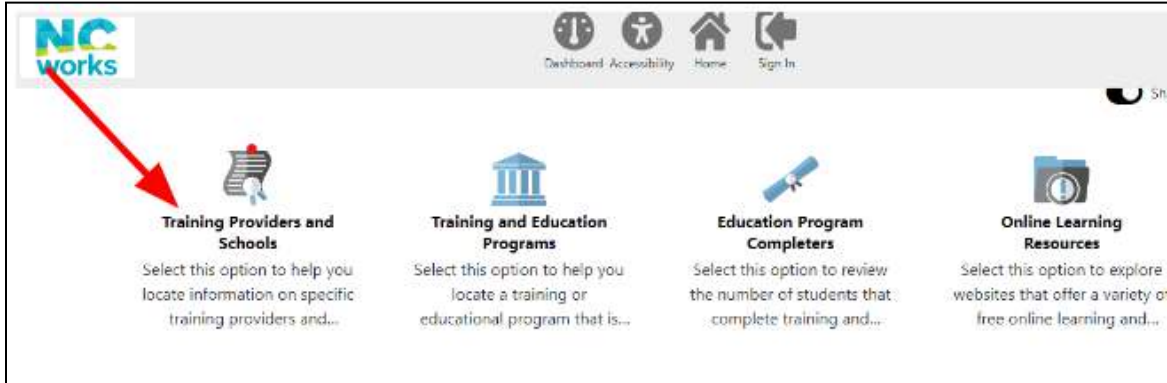 NC
works
Dashboard Accessibility Home Sign In
Sh
Training Providers and
Schools
Select this option to help you
locate information on specific
training providers and...
Training and Education
Programs
Select this option to help you
locate a training or
educational program that is...
Education Program
Completers
Select this option to review
the number of students that
complete training and...
Online Learning
Resources
Select this option to explore
websites that offer a variety of
free online learning and...